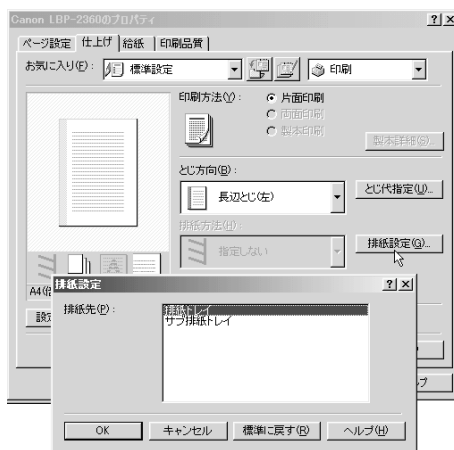 Canon LBP-2360のプロパティ
ページ設定 仕上げ 給紙 印刷品質
お気に入り(F): 標準設定 印刷
印刷方法(Y): 片面印刷
両面印刷
製本印刷
製本詳細(S)...
とじ方向(B):
長辺とじ(左) とじ代指定(U)...
排紙方法(H):
指定しない 排紙設定(G)...
排紙設定
排紙先(P): 排紙トレイ
サブ排紙トレイ
OK キャンセル 標準に戻す(R) ヘルプ(H)